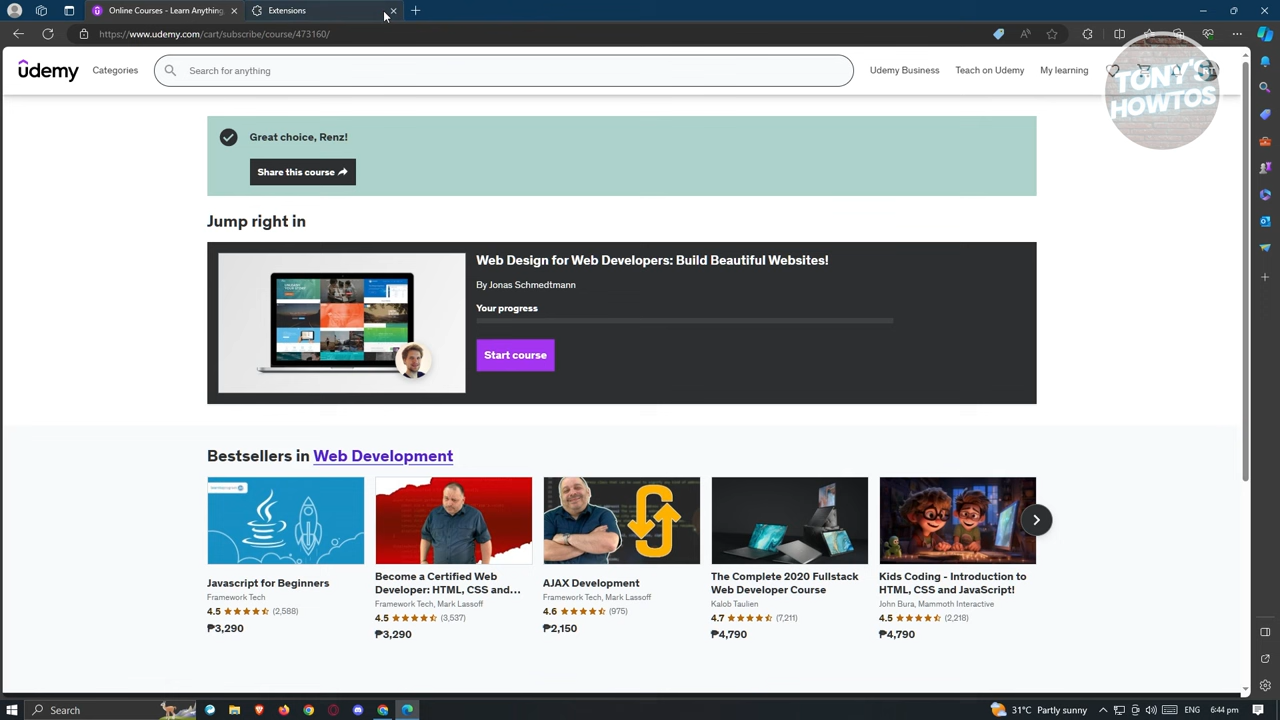 Online Courses - Learn Anything,
Extensions
https://www.udemy.com/cart/subscribe/course/473160/
ûdemy
Categories
Search for anything
Udemy Business
Teach on Udemy
My learning
RT
TONY'S
HOWTOS
Great choice, Renz!
Share this course
Jump right in
Web Design for Web Developers: Build Beautiful Websites!
By Jonas Schmedtmann
Your progress
Start course
Bestsellers in Web Development
Javascript for Beginners
Framework Tech
4.5 (2,588)
₱3,290
Become a Certified Web
Developer: HTML, CSS and...
Framework Tech, Mark Lassoff
4.5 (3,537)
₱3,290
AJAX Development
Framework Tech, Mark Lassoff
4.6 (975)
₱2,150
The Complete 2020 Fullstack
Web Developer Course
Kalob Taulien
4.7 (7,211)
₱4,790
Kids Coding - Introduction to
HTML, CSS and JavaScript!
John Bura, Mammoth Interactive
4.5 (2,218)
₱4,790
Search
31°C Partly sunny
ENG
6:44 pm